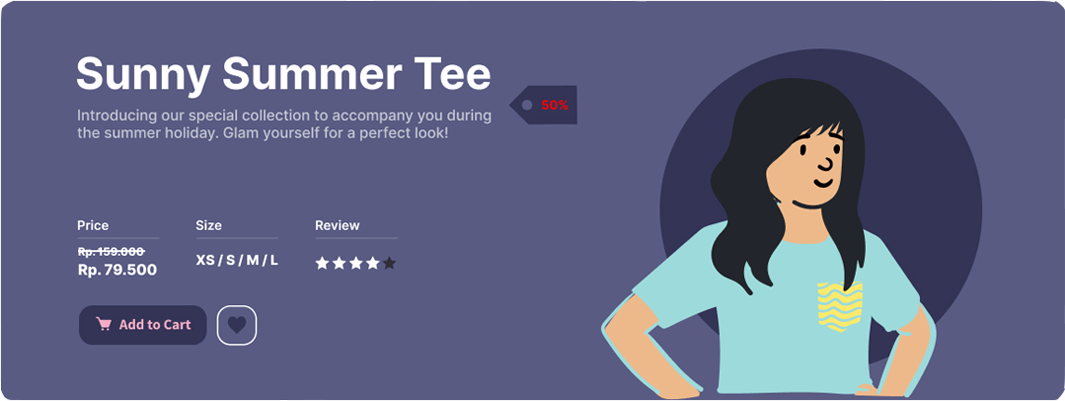 Sunny Summer Tee
Introducing our special collection to accompany you during
the summer holiday. Glam yourself for a perfect look!
50%
Price
Rp. 159.000
Rp. 79.500
Size
XS / S / M / L
Review
Add to Cart